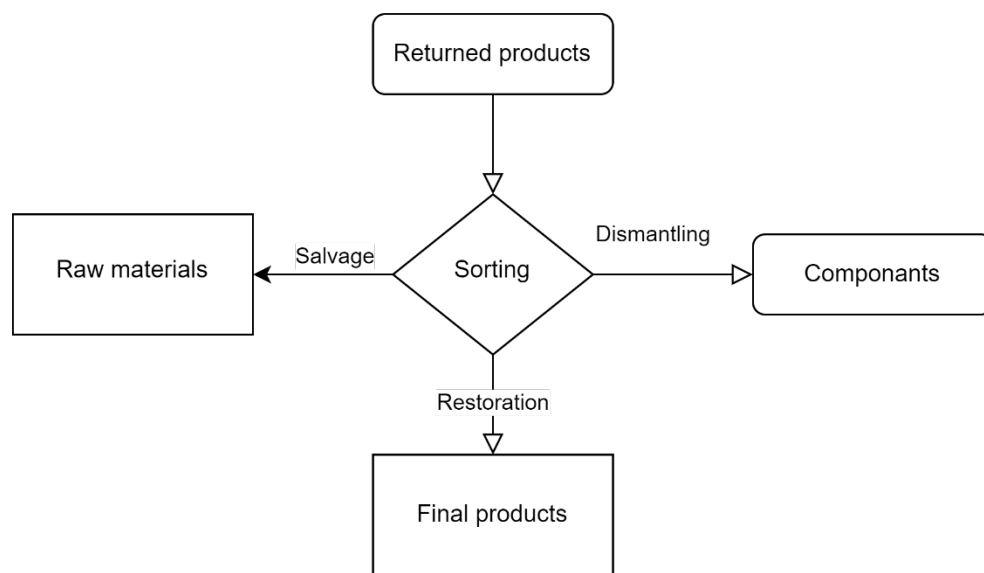 Returned products
Dismantling
Salvage
Sorting
Raw materials
Componants
Restoration
Final products